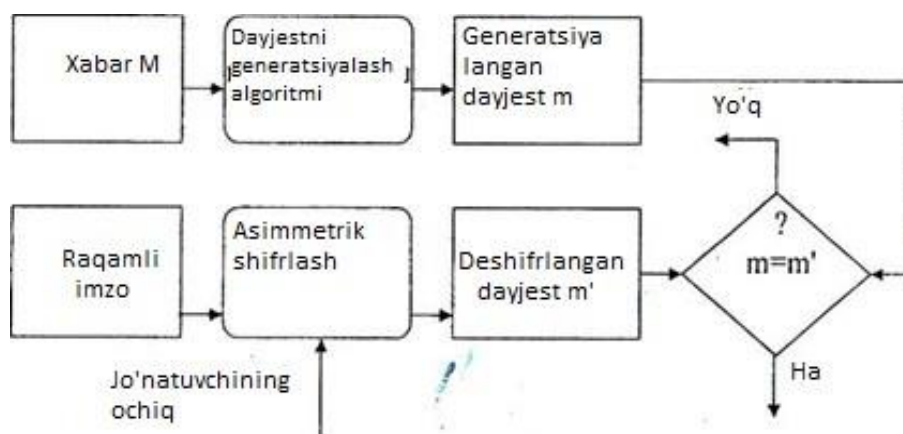 Xabar M
Dayjestni
generatsiyalash
algoritmi
Generatsiya
langan
dayjest m
Yo'q
Raqamli
imzo
Asimmetrik
shifrlash
Deshifrlangan
dayjest m'
?
m=m'
Jo'natuvchining
ochiq
Ha